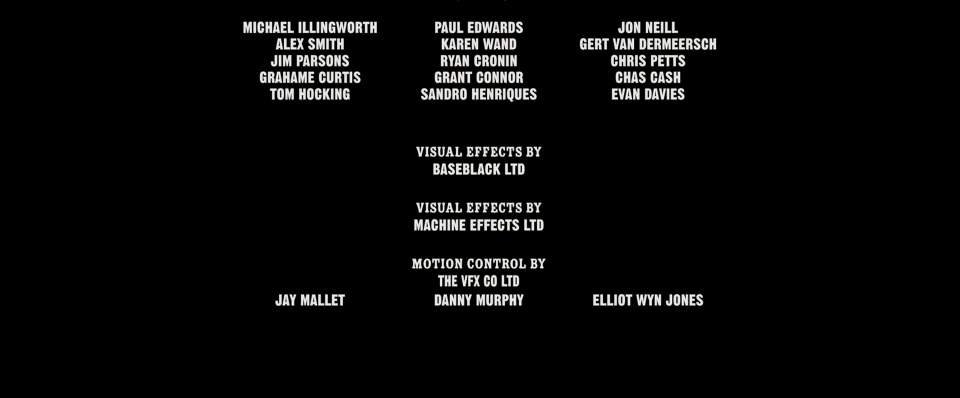 MICHAEL ILLINGWORTH PAUL EDWARDS JON NEILL
ALEX SMITH KAREN WAND GERT VAN DERMEERSCH
JIM PARSONS RYAN CRONIN CHRIS PETTS
GRAHAME CURTIS GRANT CONNOR CHAS CASH
TOM HOCKING SANDRO HENRIQUES EVAN DAVIES
VISUAL EFFECTS BY
BASEBLACK LTD
VISUAL EFFECTS BY
MACHINE EFFECTS LTD
MOTION CONTROL BY
THE VFX CO LTD
JAY MALLET DANNY MURPHY ELLIOT WYN JONES